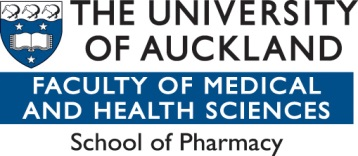 THE UNIVERSITY
OF AUCKLAND
FACULTY OF MEDICAL
AND HEALTH SCIENCES
School of Pharmacy